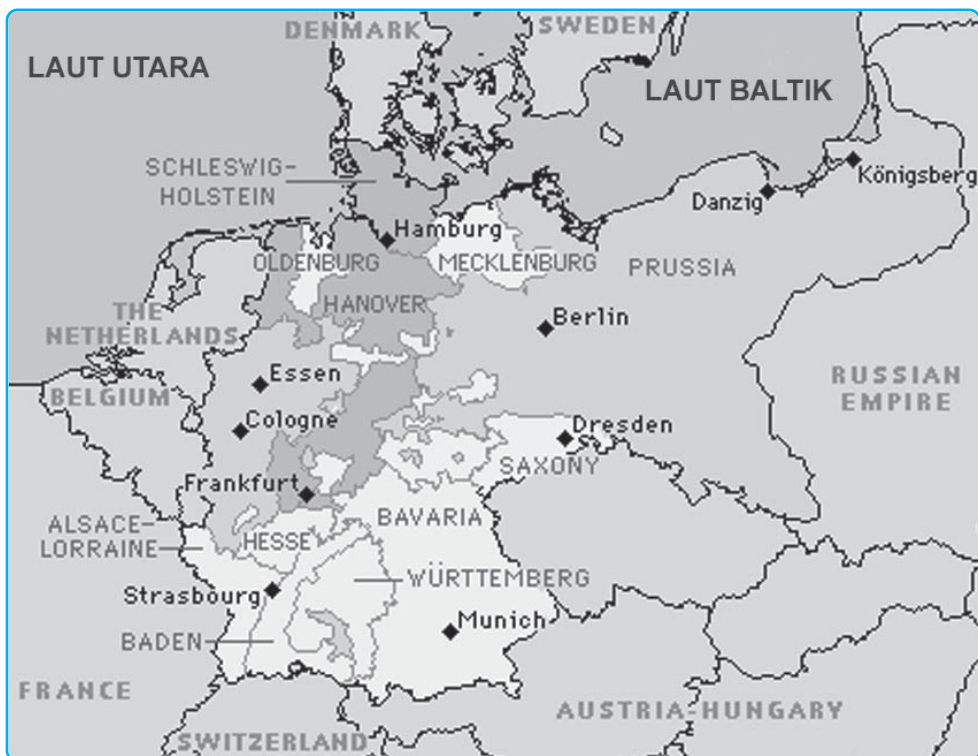 DENMARK
SWEDEN
LAUT UTARA
LAUT BALTIK
SCHLESWIG-
HOLSTEIN
Königsberg
Danzig
Hamburg
OLDENBURG
MECKLENBURG
PRUSSIA
HANOVER
THE
NETHERLANDS
Berlin
Essen
BELGIUM
RUSSIAN
EMPIRE
Cologne
Dresden
SAXONY
Frankfurt
BAVARIA
ALSACE-
LORRAINE
HESSE
WÜRTTEMBERG
Strasbourg
Munich
BADEN
FRANCE
AUSTRIA-HUNGARY
SWITZERLAND